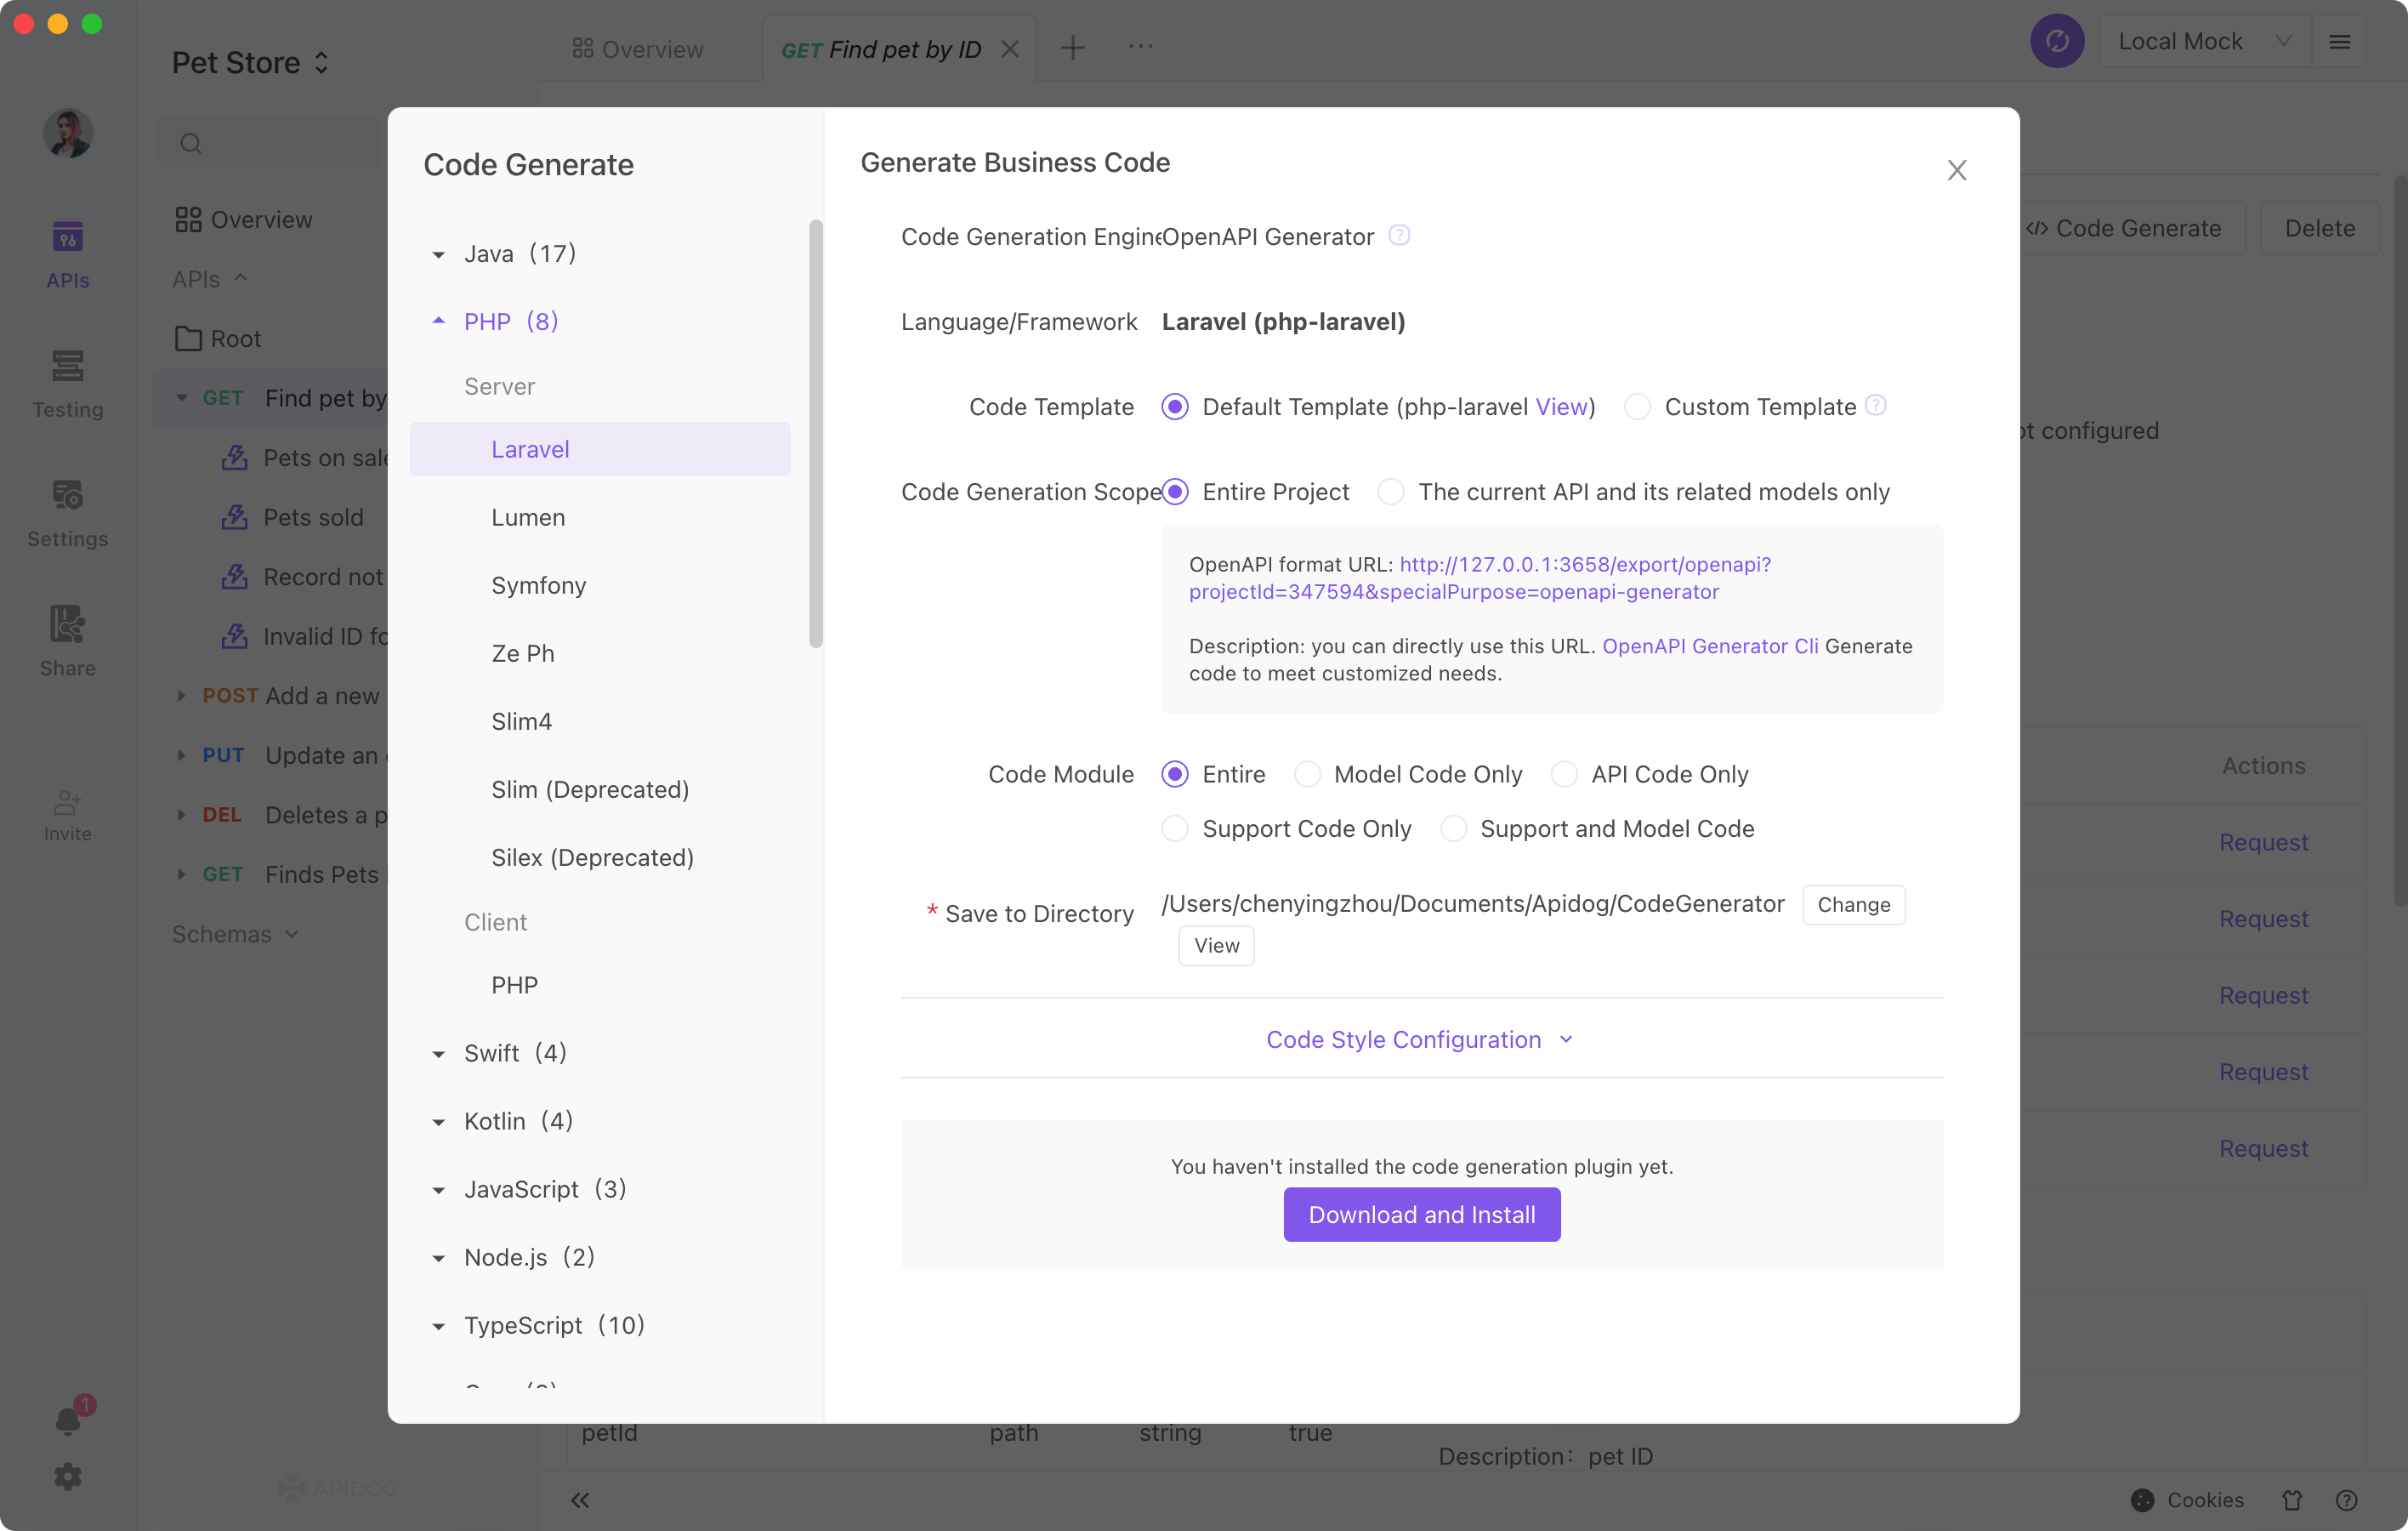 Pet Store
Overview
GET Find pet by ID
Local Mock
APIs
Testing
Settings
Share
Invite
1
Overview
APIs
Root
GET Find pet by
Pets on sale
Pets sold
Record not
Invalid ID fo
POST Add a new
PUT Update an
DEL Deletes a p
GET Finds Pets
Schemas
APIDOG
Code Generate
Java (17)
PHP (8)
Server
Laravel
Lumen
Symfony
Ze Ph
Slim4
Slim (Deprecated)
Silex (Deprecated)
Client
PHP
Swift (4)
Kotlin (4)
JavaScript (3)
Node.js (2)
TypeScript (10)
Generate Business Code
Code Generation Engine OpenAPI Generator
Language/Framework Laravel (php-laravel)
Code Template Default Template (php-laravel View) Custom Template
Code Generation Scope Entire Project The current API and its related models only
OpenAPI format URL: http://127.0.0.1:3658/export/openapi?
projectId=347594&specialPurpose=openapi-generator
Description: you can directly use this URL. OpenAPI Generator Cli Generate
code to meet customized needs.
Code Module Entire Model Code Only API Code Only
Support Code Only Support and Model Code
* Save to Directory /Users/chenyingzhou/Documents/Apidog/CodeGenerator Change
View
Code Style Configuration
You haven't installed the code generation plugin yet.
Download and Install
</> Code Generate Delete
ot configured
Actions
Request
Request
Request
Request
Request
petId path string true
Description: pet ID
Cookies